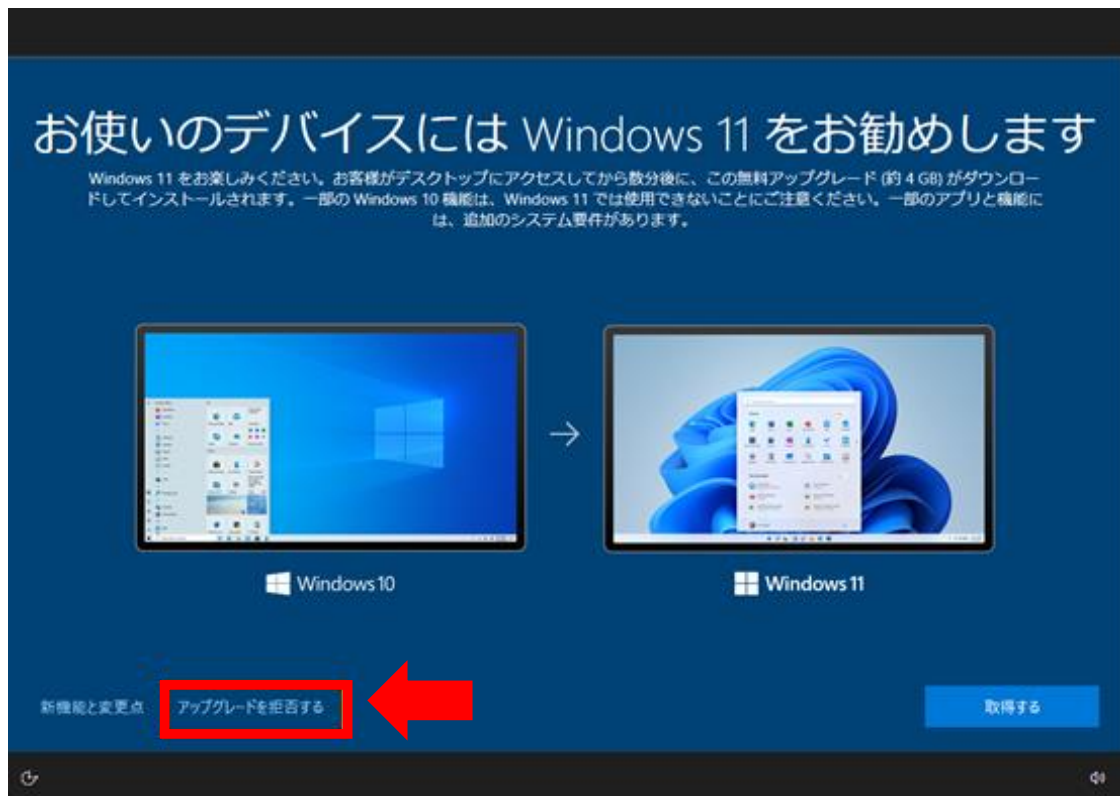 お使いのデバイスには Windows 11 をお勧めします
Windows 11 をお楽しみください。お客様がデスクトップにアクセスしてから数分後に、この無料アップグレード (約 4 GB) がダウンロー
ドしてインストールされます。一部の Windows 10 機能は、Windows 11 では使用できないことにご注意ください。一部のアプリと機能に
は、追加のシステム要件があります。
Windows 10
Windows 11
新機能と変更点
アップグレードを拒否する
取得する